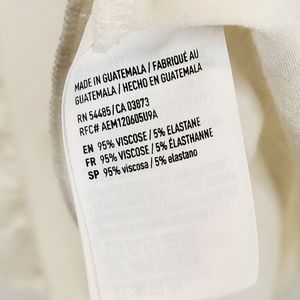 MADE IN GUATEMALA / FABRIQUÉ AU
GUATEMALA / HECHO EN GUATEMALA
RN 54485 / CA 03873
RFC# AEM120605U9A
EN 95% VISCOSE / 5% ELASTANE
FR 95% VISCOSE / 5% ÉLASTHANNE
SP 95% viscosa / 5% elastano